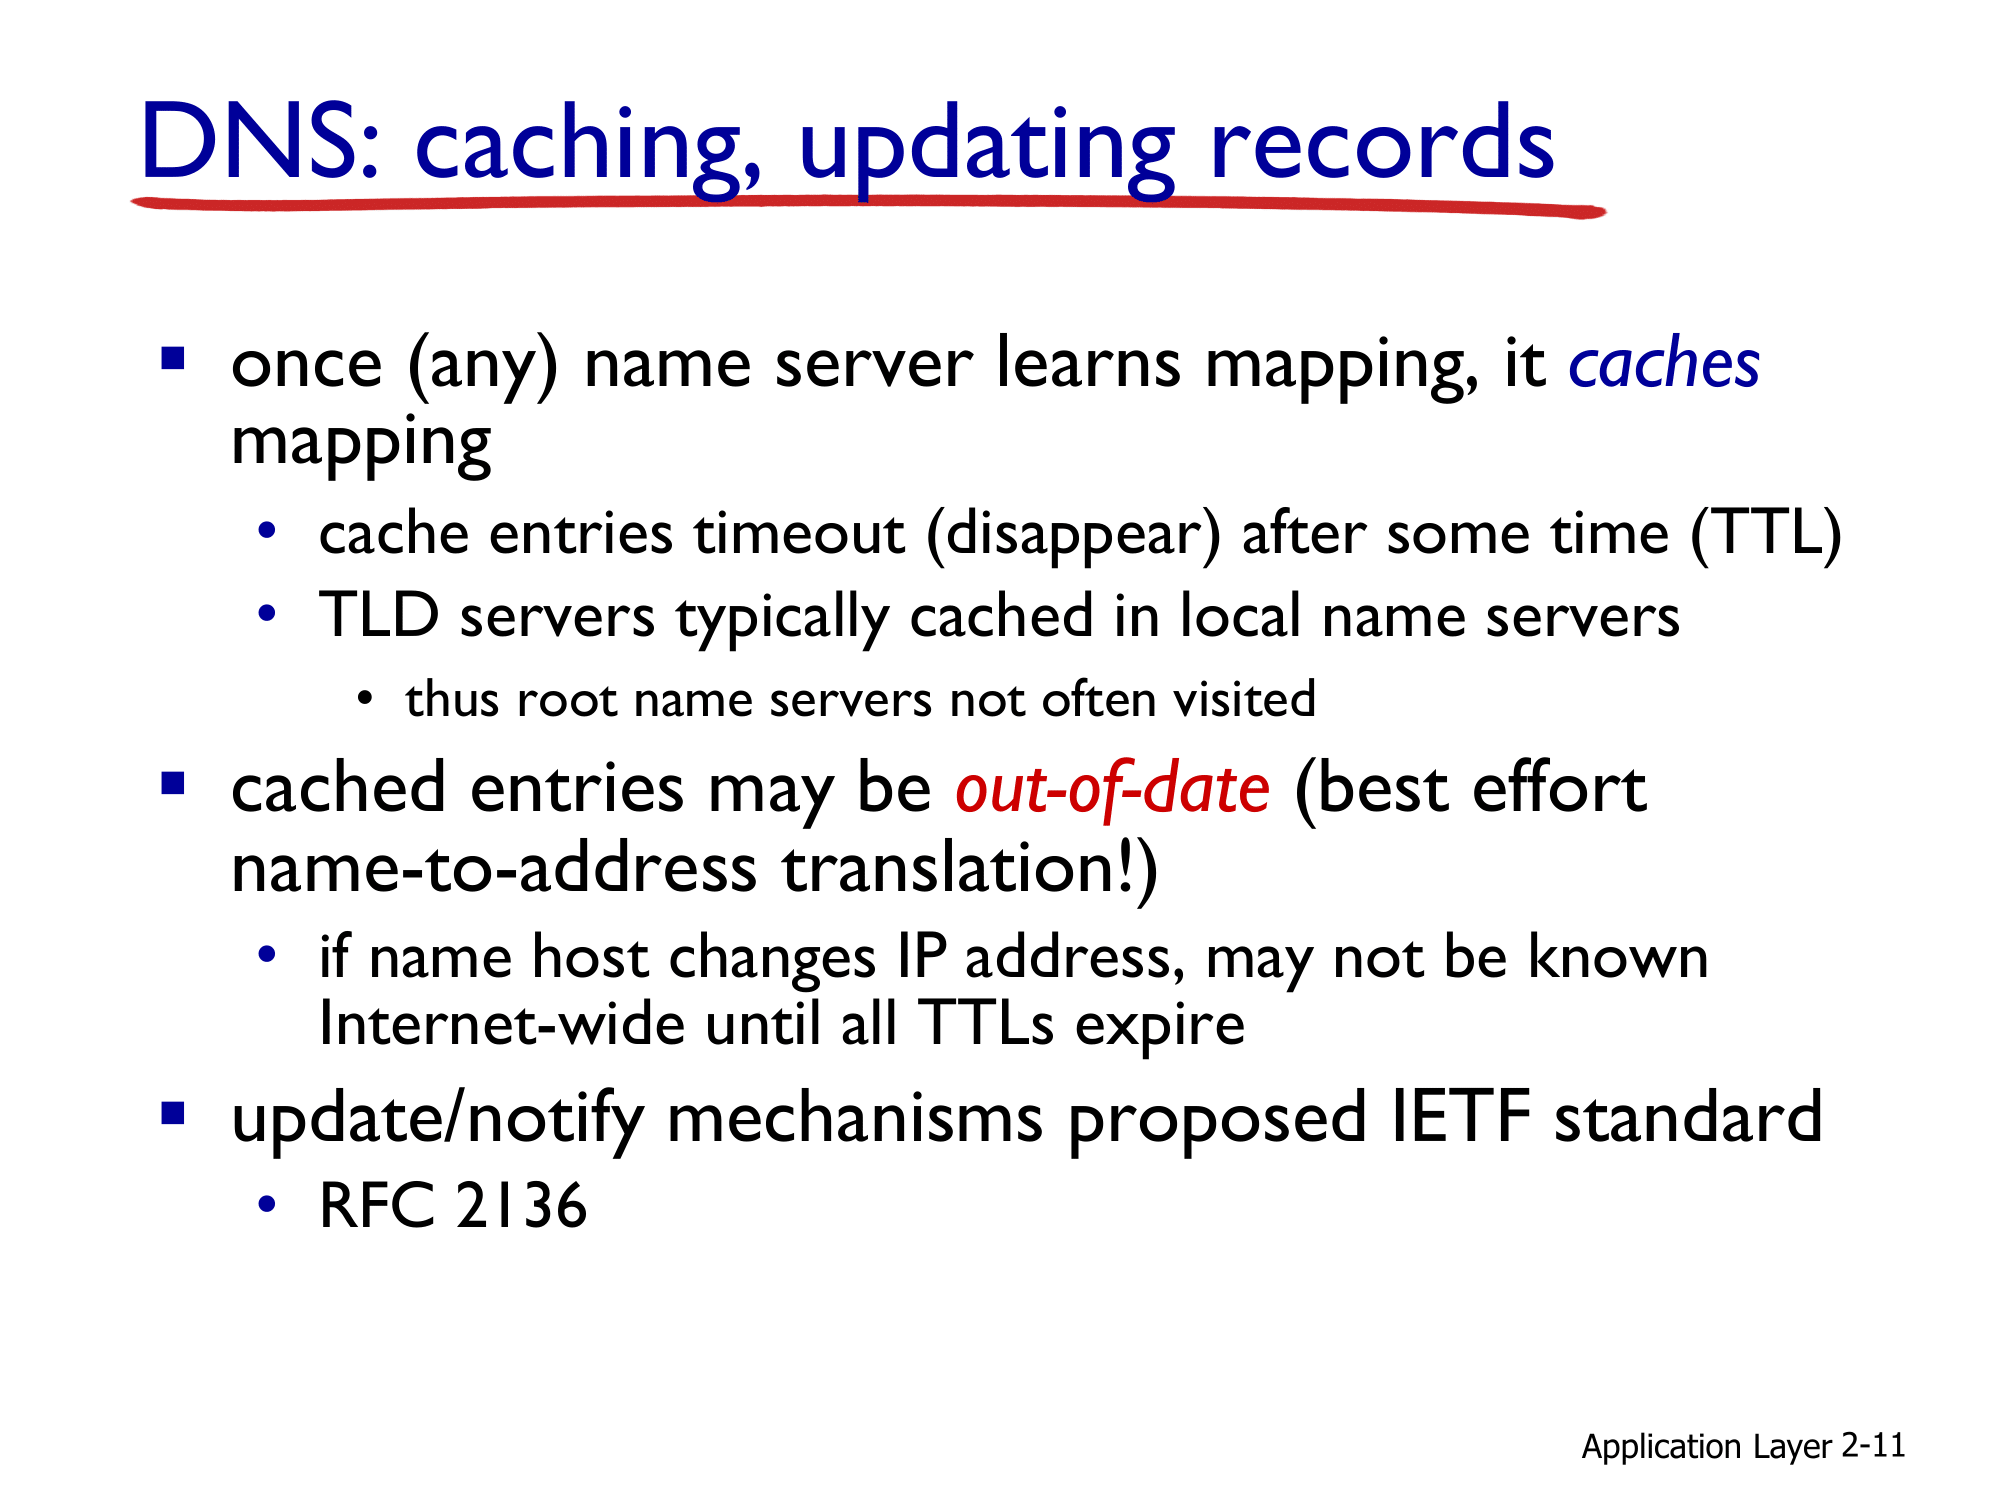 DNS: caching, updating records
▪ once (any) name server learns mapping, it caches
mapping
• cache entries timeout (disappear) after some time (TTL)
• TLD servers typically cached in local name servers
• thus root name servers not often visited
▪ cached entries may be out-of-date (best effort
name-to-address translation!)
• if name host changes IP address, may not be known
Internet-wide until all TTLs expire
▪ update/notify mechanisms proposed IETF standard
• RFC 2136
Application Layer 2-11